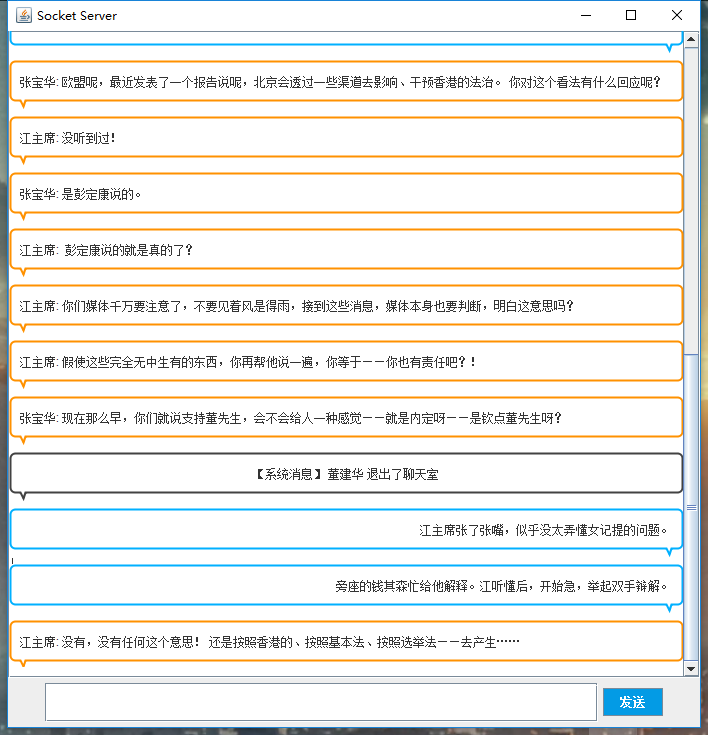 Socket Server
张宝华: 欧盟呢，最近发表了一个报告说呢，北京会透过一些渠道去影响、干预香港的法治。 你对这个看法有什么回应呢？
江主席: 没听到过！
张宝华: 是彭定康说的。
江主席: 彭定康说的就是真的了？
江主席: 你们媒体千万要注意了，不要见着风是得雨，接到这些消息，媒体本身也要判断，明白这意思吗？
江主席: 假使这些完全无中生有的东西，你再帮他说一遍，你等于——你也有责任吧？！
张宝华: 现在那么早，你们就说支持董先生，会不会给人一种感觉——就是内定呀——是钦点董先生呀？
【系统消息】 董建华 退出了聊天室
江主席张了张嘴，似乎没太弄懂女记提的问题。
旁座的钱其森忙给他解释。江听懂后，开始急，举起双手辩解。
江主席: 没有，没有任何这个意思！ 还是按照香港的、按照基本法、按照选举法——去产生……
发送